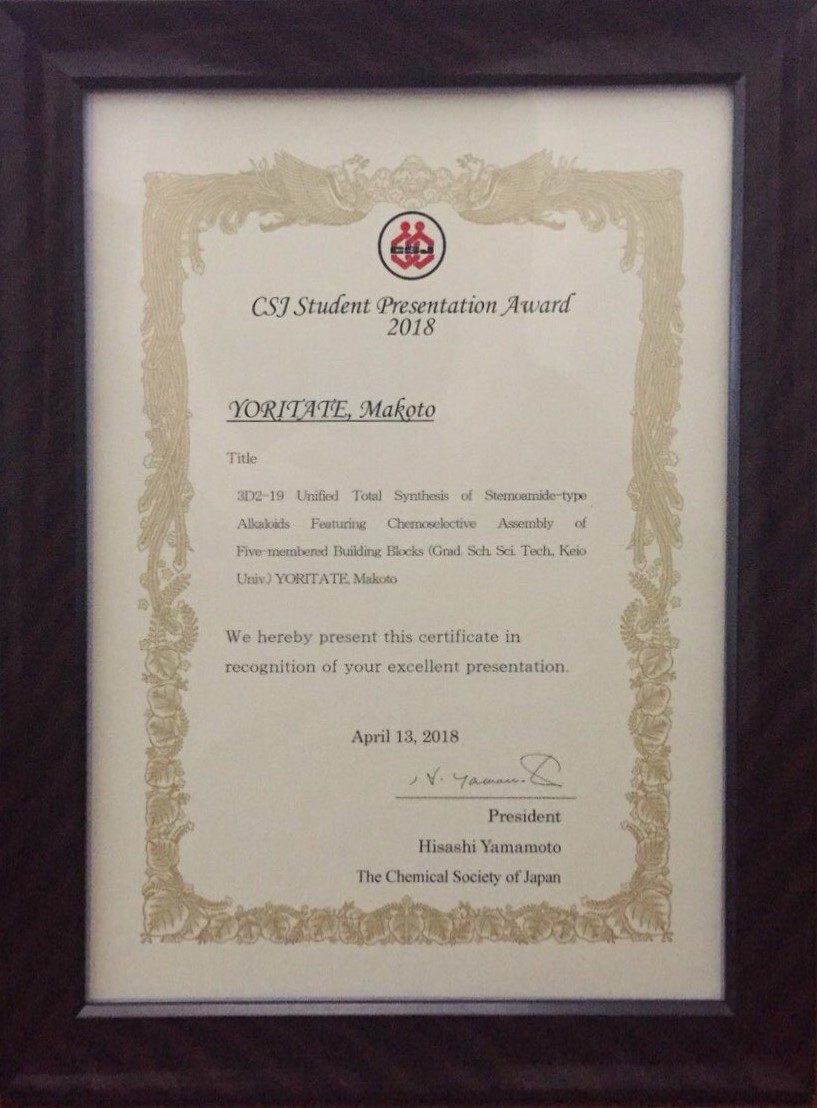 CSJ
CSJ Student Presentation Award
2018
YORITATE, Makoto
Title
3D2-19 Unified Total Synthesis of Stemoamide-type
Alkaloids Featuring Chemoselective Assembly of
Five-membered Building Blocks (Grad. Sch. Sci. Tech., Keio
Univ.) YORITATE, Makoto
We hereby present this certificate in
recognition of your excellent presentation.
April 13, 2018
H. Yamamoto
President
Hisashi Yamamoto
The Chemical Society of Japan